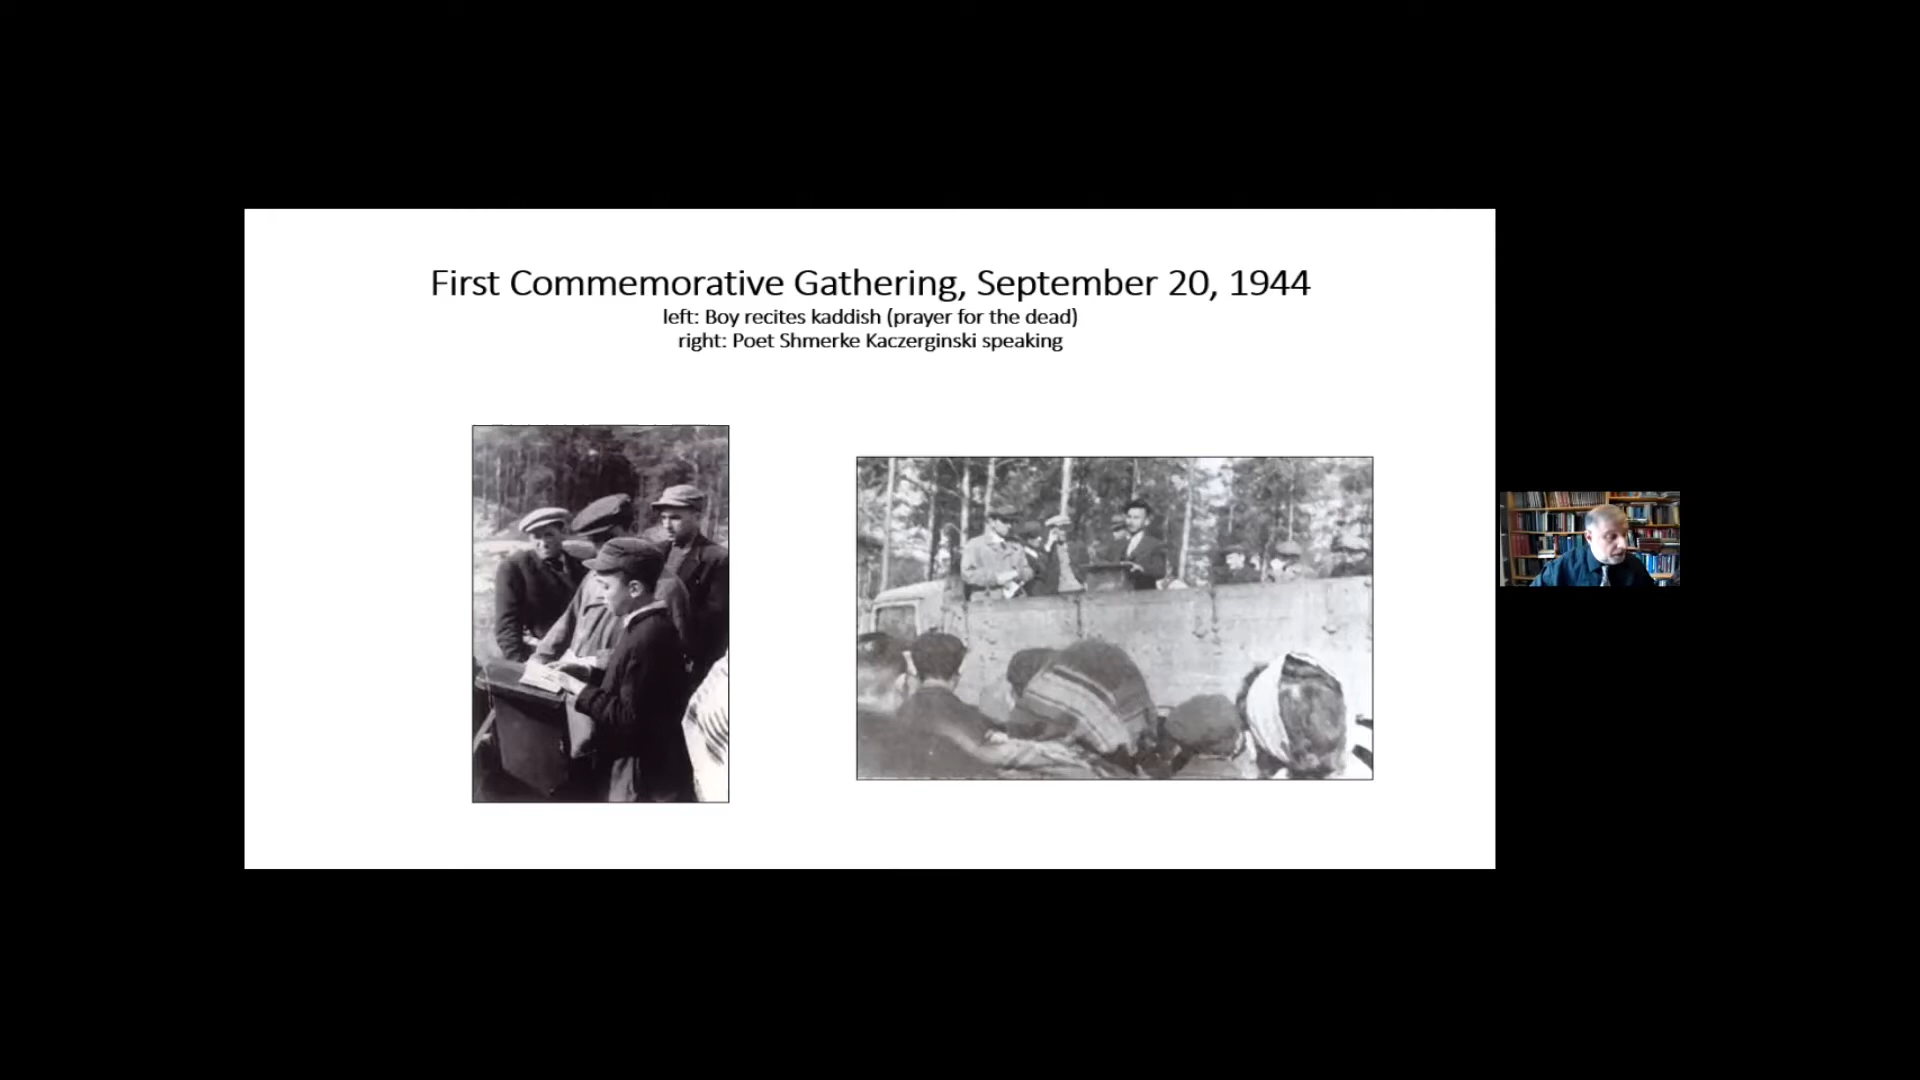 First Commemorative Gathering, September 20, 1944
left: Boy recites kaddish (prayer for the dead)
right: Poet Shmerke Kaczerginski speaking